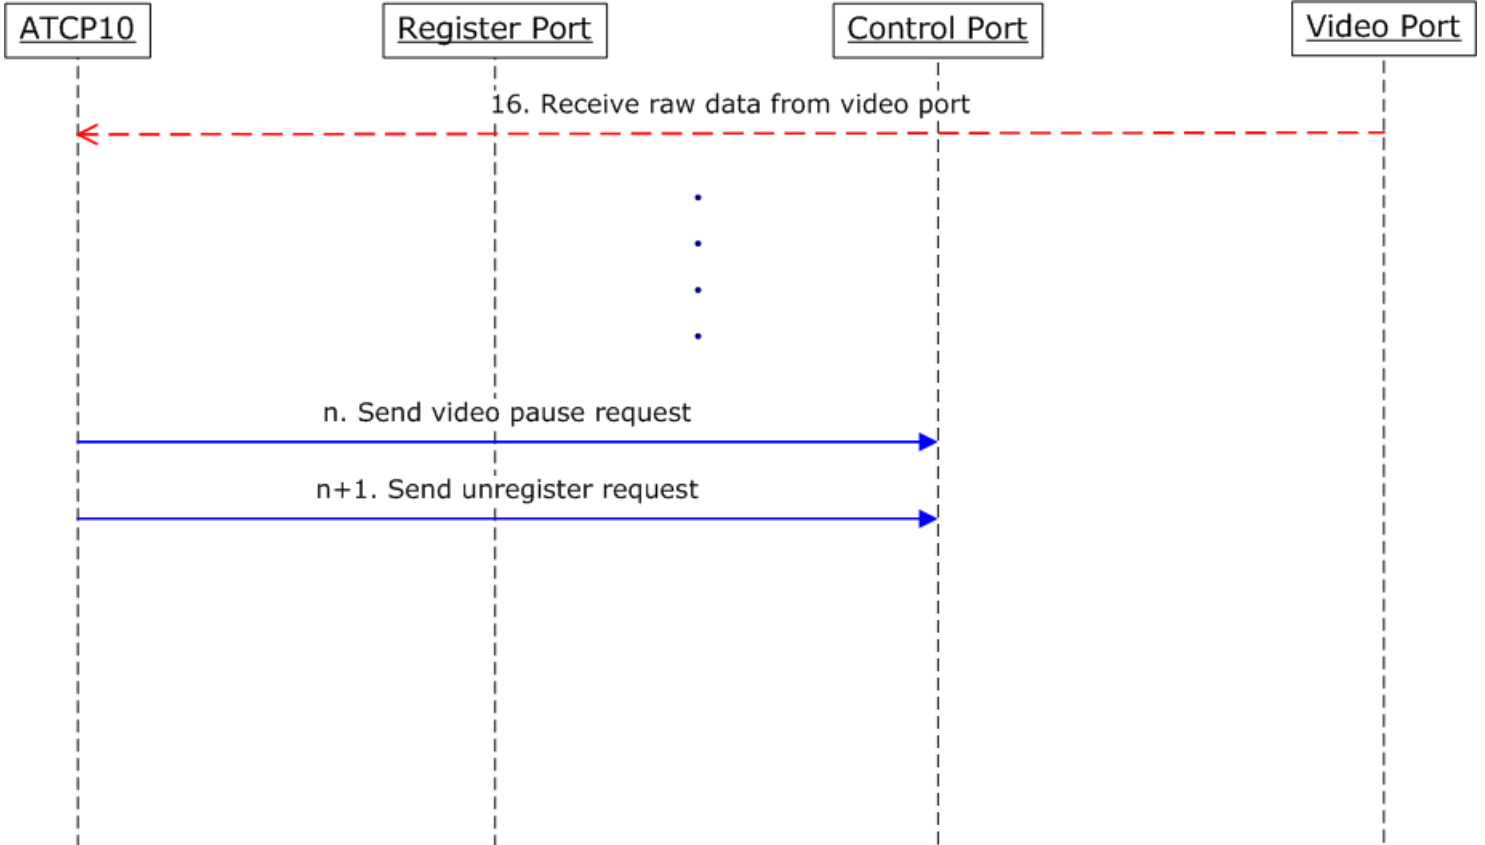 ATCP10
Register Port
Control Port
Video Port
16. Receive raw data from video port
n. Send video pause request
n+1. Send unregister request